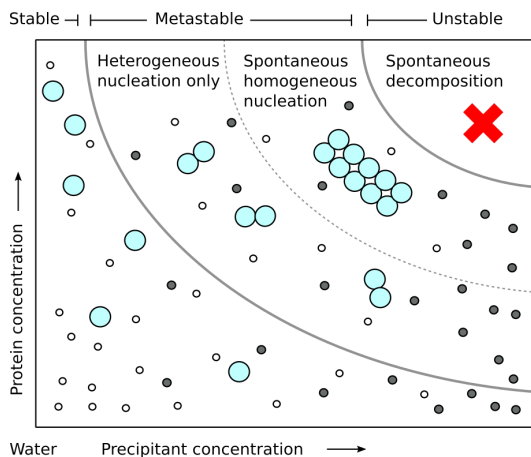 Stable Metastable Unstable
Heterogeneous
nucleation only
Spontaneous
homogeneous
nucleation
Spontaneous
decomposition
Protein concentration
Water Precipitant concentration